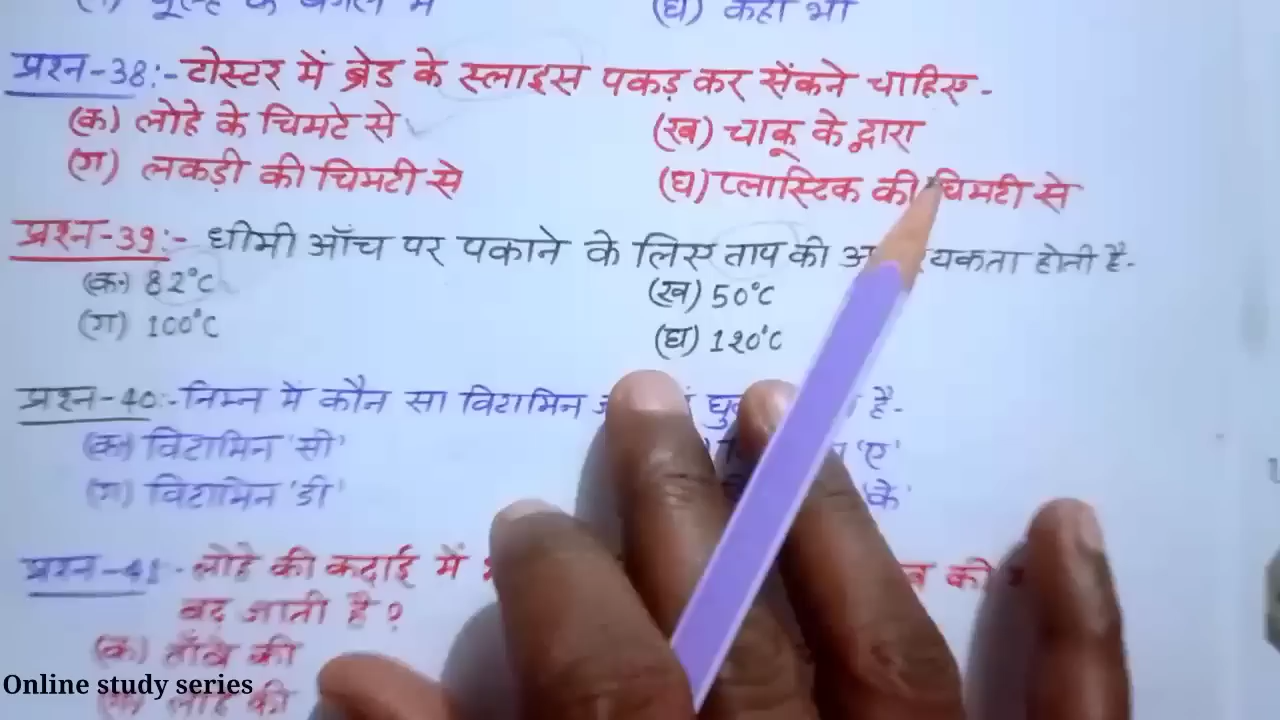 (घ) कहीं भी
प्रश्न-38:- टोस्टर में ब्रेड के स्लाइस पकड़ कर सेंकने चाहिए -
(क) लोहे के चिमटे से (ख) चाकू के द्वारा
(ग) लकड़ी की चिमटी से (घ) प्लास्टिक की चिमटी से
प्रश्न-39:- धीमी आँच पर पकाने के लिए ताप की होती है-
(क) 82°C (ख) 50°C
(ग) 100°C (घ) 120°C
प्रश्न-40:- निम्न में कौन सा विटामिन है-
(क) विटामिन 'सी' 'ए'
(ग) विटामिन 'डी' 'के'
प्रश्न-41:- लोहे की कढ़ाई में की
बढ़ जाती है?
(क) ताँबे की
लोहे की
Online study series